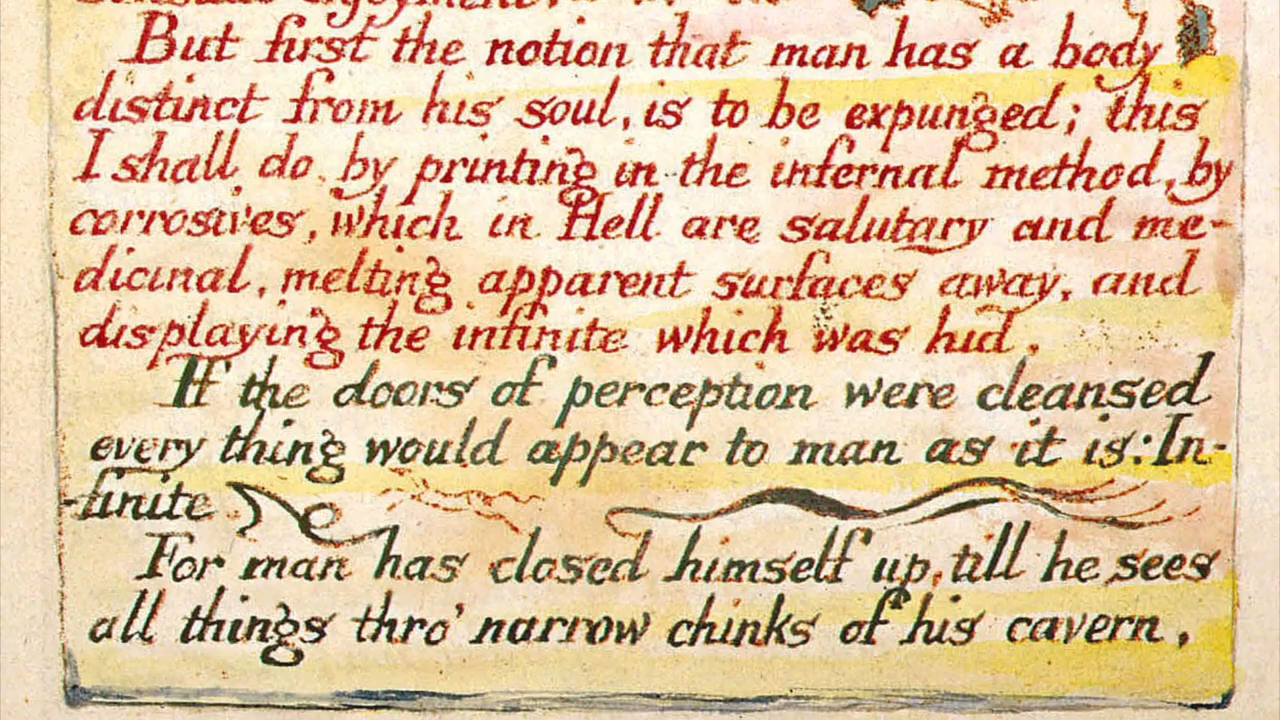 But first the notion that man has a body
distinct from his soul, is to be expunged; this
I shall do by printing in the infernal method, by
corrosives, which in Hell are salutary and me-
dicinal, melting apparent surfaces away, and
displaying the infinite which was hid.
If the doors of perception were cleansed
every thing would appear to man as it is: In-
-finite
For man has closed himself up, till he sees
all things thro' narrow chinks of his cavern.